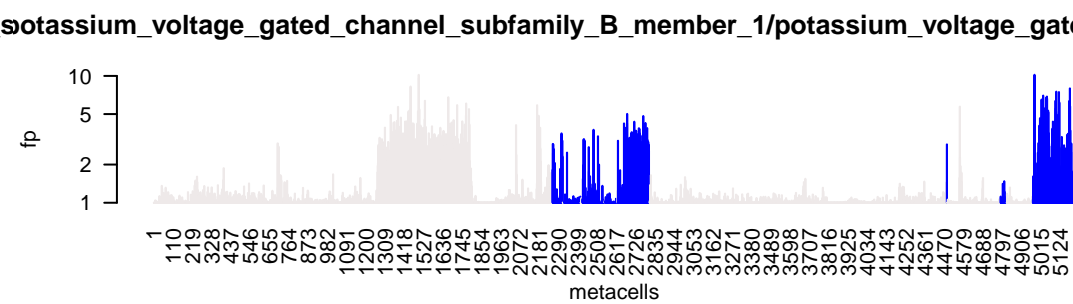 spotassium_voltage_gated_channel_subfamily_B_member_1/potassium_voltage_gate
10
5
2
1
fp
1 110 219 328 437 546 655 764 873 982 1091 1200 1309 1418 1527 1636 1745 1854 1963 2072 2181 2290 2399 2508 2617 2726 2835 2944 3053 3162 3271 3380 3489 3598 3707 3816 3925 4034 4143 4252 4361 4470 4579 4688 4797 4906 5015 5124
metacells